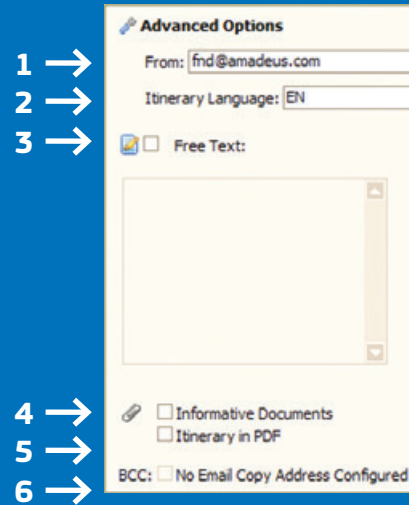 Advanced Options
1 → From: fnd@amadeus.com
2 → Itinerary Language: EN
3 → Free Text:
4 → Informative Documents
Itinerary in PDF
5 →
BCC: No Email Copy Address Configured
6 →